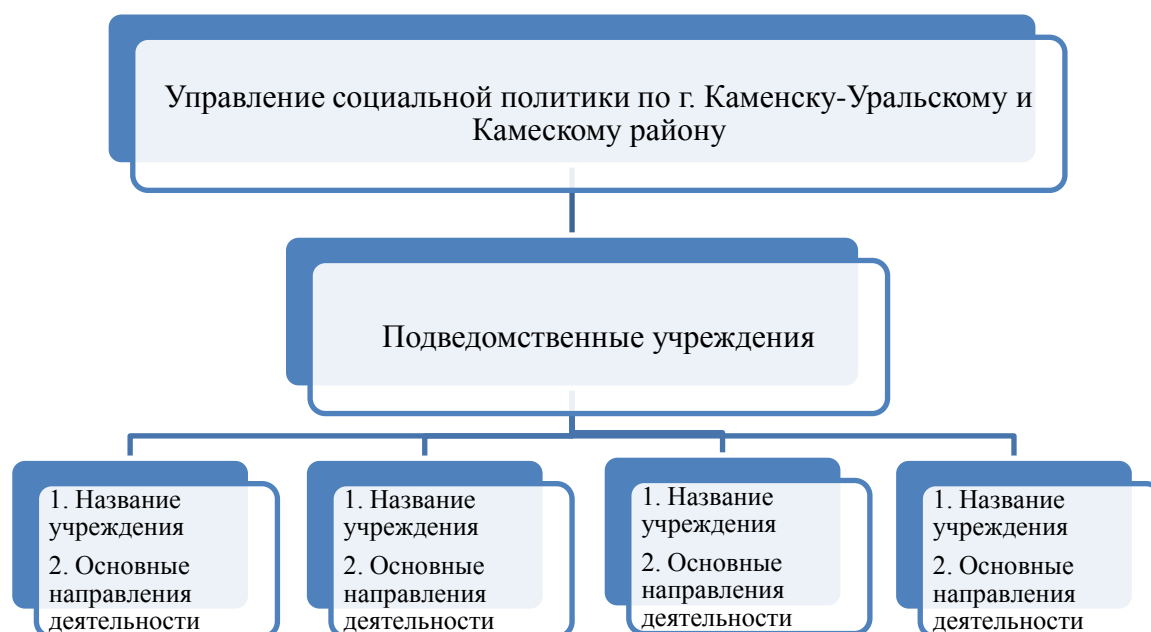 Управление социальной политики по г. Каменску-Уральскому и
Камескому району
Подведомственные учреждения
1. Название
учреждения
2. Основные
направления
деятельности
1. Название
учреждения
2. Основные
направления
деятельности
1. Название
учреждения
2. Основные
направления
деятельности
1. Название
учреждения
2. Основные
направления
деятельности